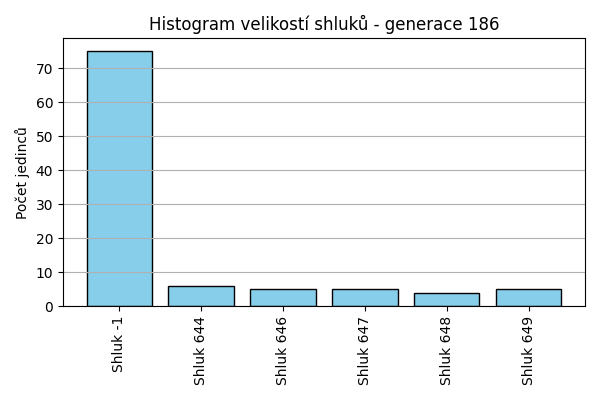 Histogram velikostí shluků - generace 186
Počet jedinců
70
60
50
40
30
20
10
0
Shluk -1
Shluk 644
Shluk 646
Shluk 647
Shluk 648
Shluk 649